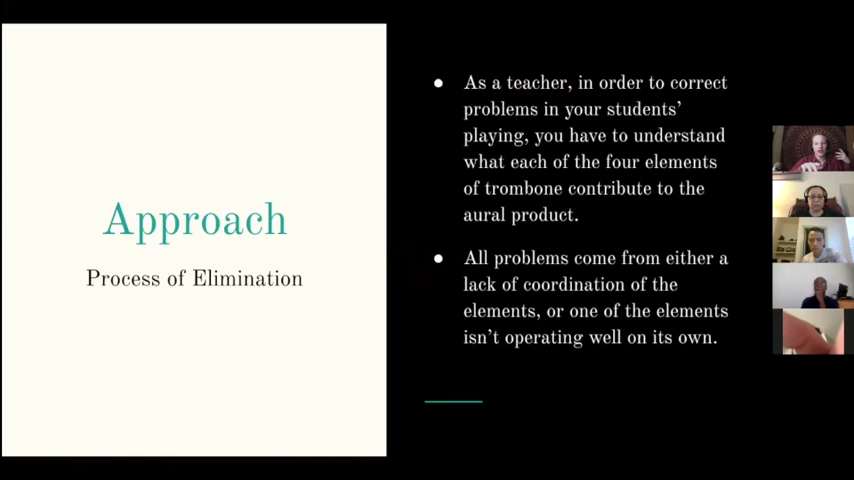 Approach
Process of Elimination
● As a teacher, in order to correct
problems in your students’
playing, you have to understand
what each of the four elements
of trombone contribute to the
aural product.
● All problems come from either a
lack of coordination of the
elements, or one of the elements
isn’t operating well on its own.